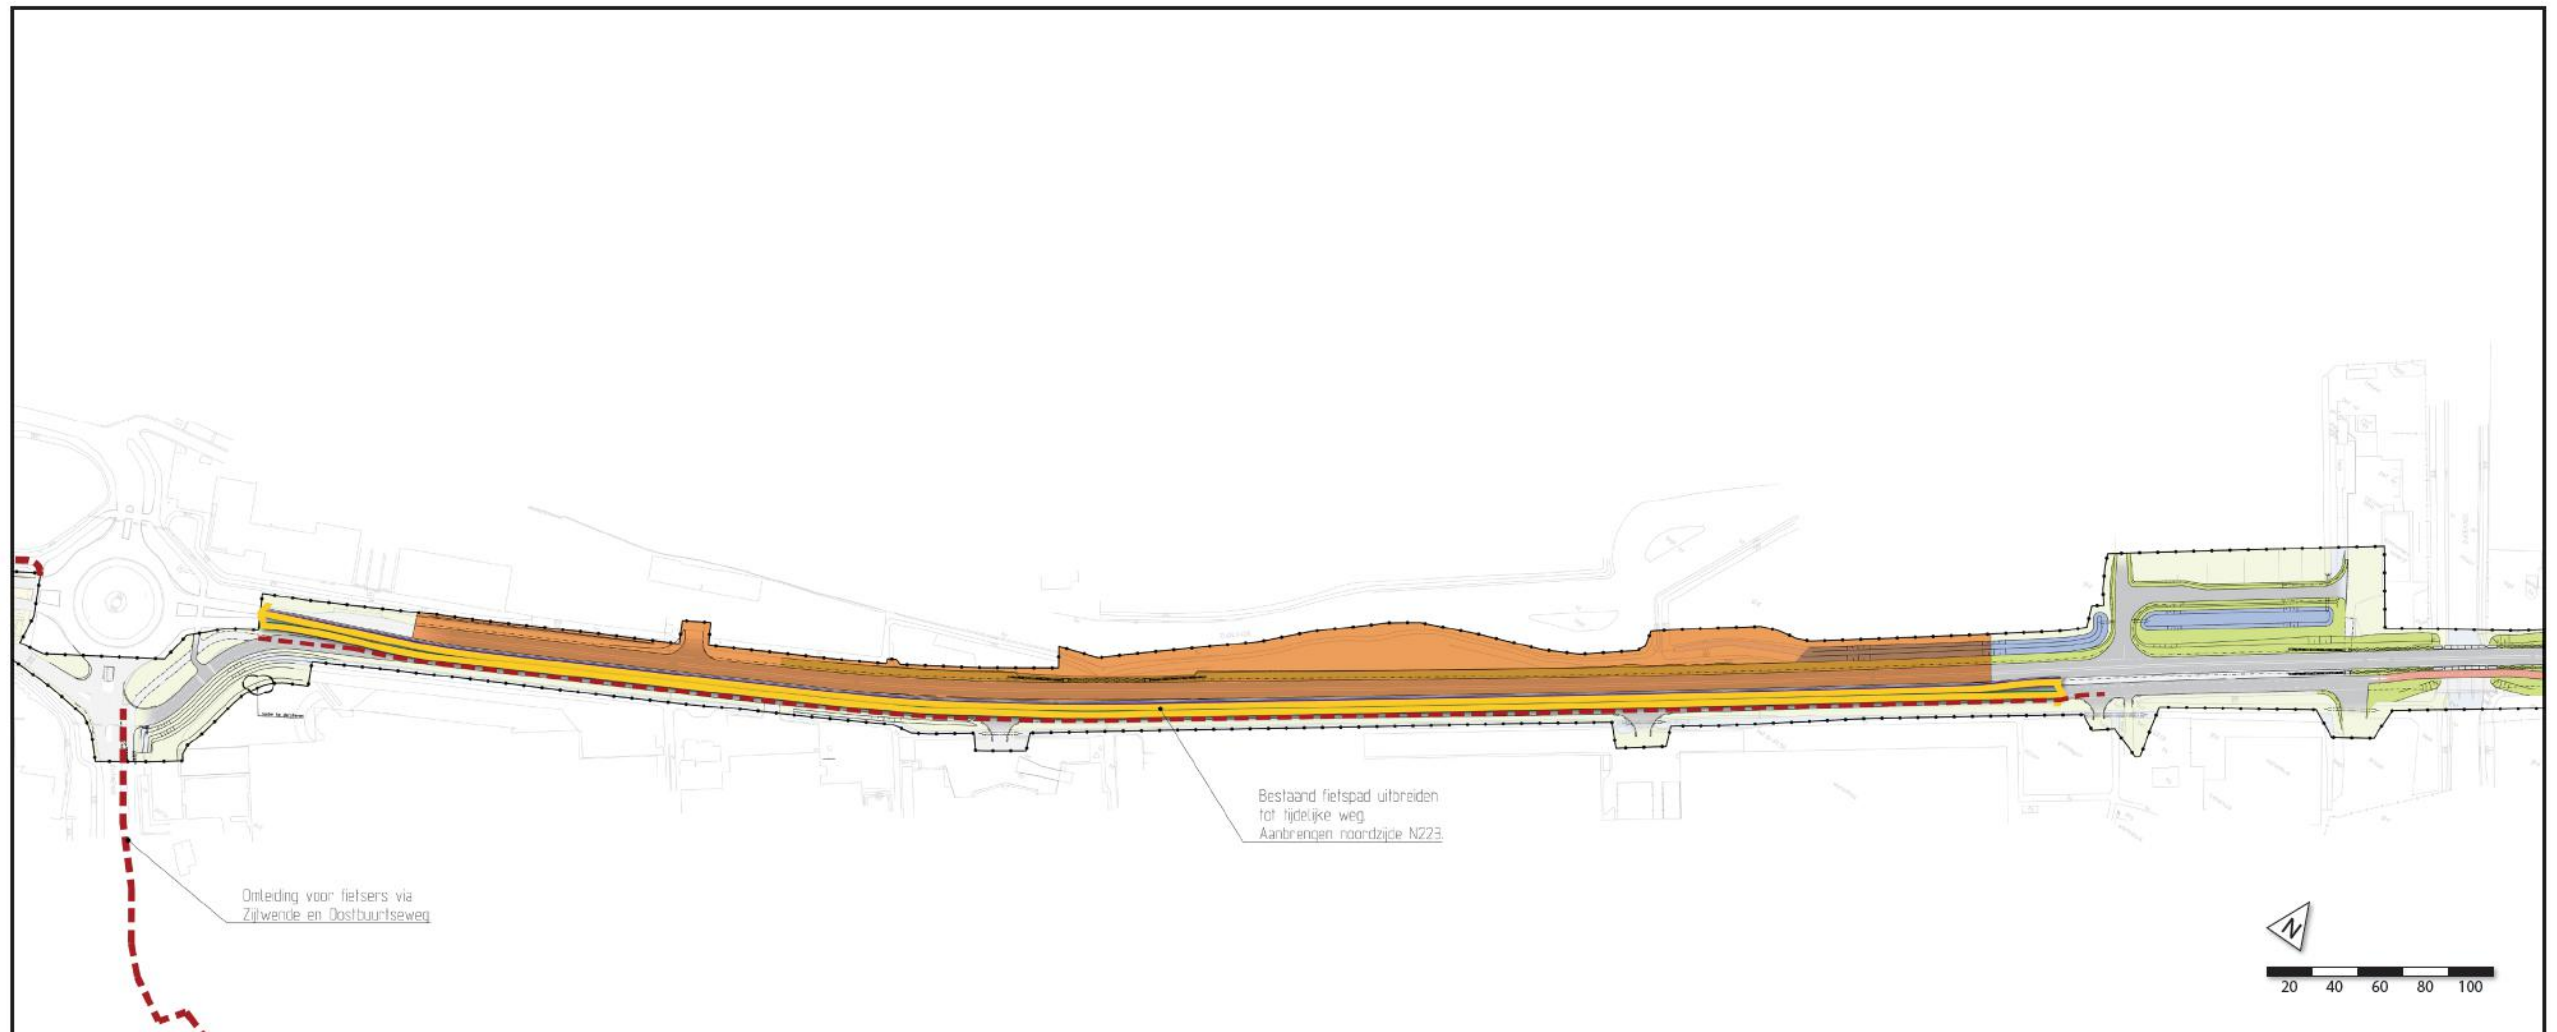 Bestaand fietspad uitbreiden
tot tijdelijke weg.
Aanbrengen noordzijde N223.
Omleiding voor fietsers via
Zijtwende en Oostbuurtseweg
N
20 40 60 80 100